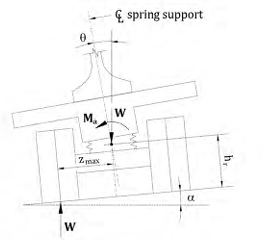 ℄ spring support
θ
Mₐ
W
z_max
h_r
α
W